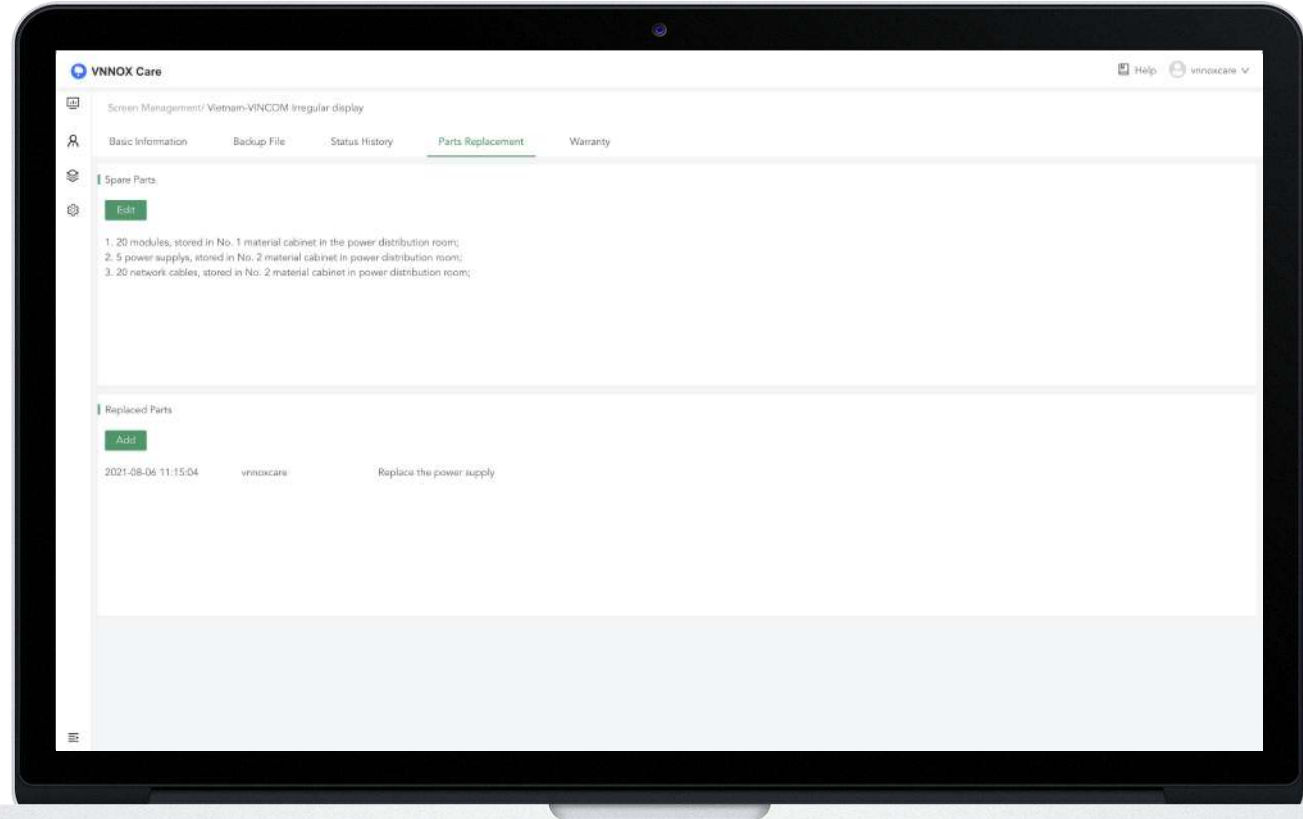 VNNOX Care
Help vnnoxcare
Screen Management/ Vietnam-VINCOM Irregular display
Basic Information Backup File Status History Parts Replacement Warranty
Spare Parts
Edit
1. 20 modules, stored in No. 1 material cabinet in the power distribution room;
2. 5 power supplys, stored in No. 2 material cabinet in power distribution room;
3. 20 network cables, stored in No. 2 material cabinet in power distribution room;
Replaced Parts
Add
2021-08-06 11:15:04 vnnoxcare Replace the power supply